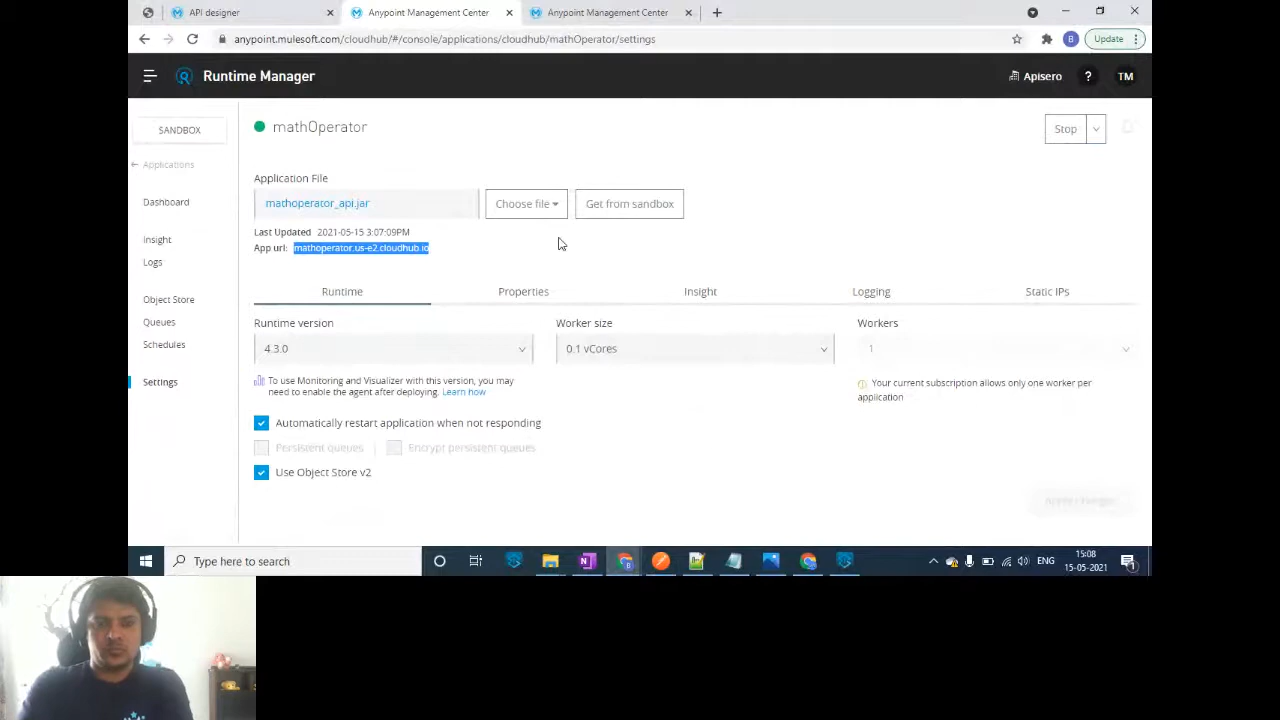 API designer
Anypoint Management Center
Anypoint Management Center
anypoint.mulesoft.com/cloudhub/#/console/applications/cloudhub/mathOperator/settings
B
Update
Runtime Manager
Apisero
?
TM
SANDBOX
Applications
Dashboard
Insight
Logs
Object Store
Queues
Schedules
Settings
mathOperator
Stop
Application File
mathoperator_api.jar
Choose file
Get from sandbox
Last Updated 2021-05-15 3:07:09PM
App url: mathoperator.us-e2.cloudhub.io
Runtime
Properties
Insight
Logging
Static IPs
Runtime version
Worker size
Workers
4.3.0
0.1 vCores
1
To use Monitoring and Visualizer with this version, you may
need to enable the agent after deploying. Learn how
Your current subscription allows only one worker per
application
Automatically restart application when not responding
Persistent queues
Encrypt persistent queues
Use Object Store v2
Apply Changes
Type here to search
ENG
15:08
15-05-2021